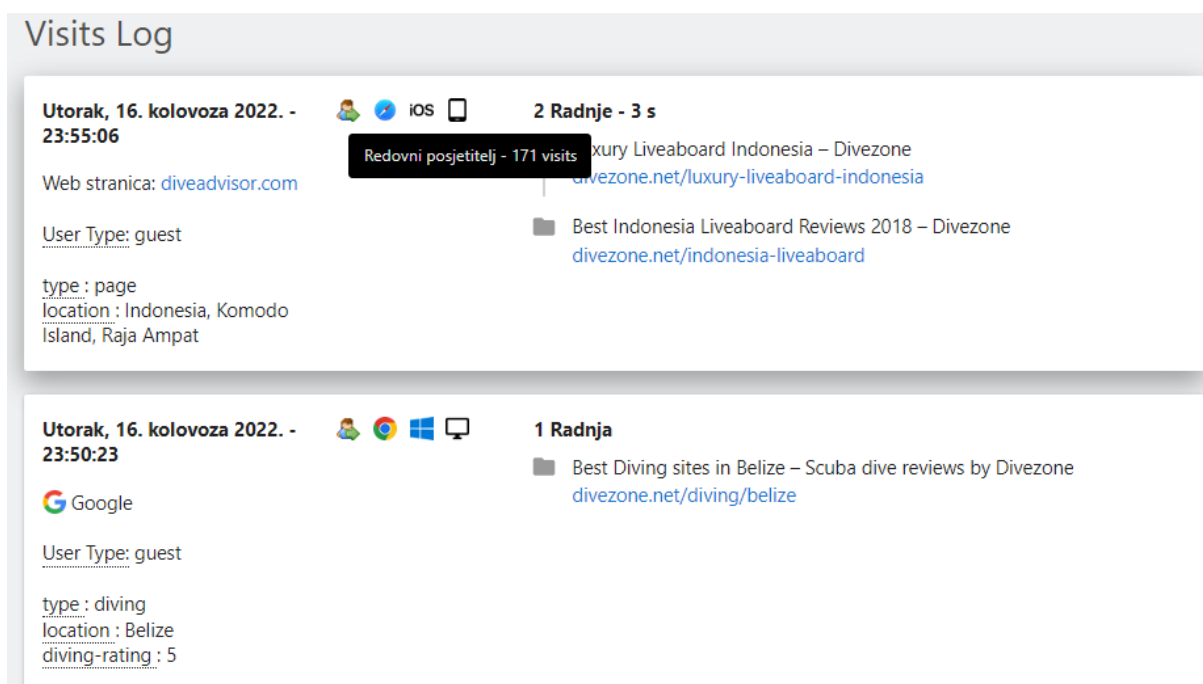 Visits Log
Utorak, 16. kolovoza 2022. -
23:55:06
Web stranica: diveadvisor.com
User Type: guest
type : page
location : Indonesia, Komodo
Island, Raja Ampat
iOS
Redovni posjetitelj - 171 visits
2 Radnje - 3 s
Liveaboard Indonesia – Divezone
divezone.net/luxury-liveaboard-indonesia
Best Indonesia Liveaboard Reviews 2018 – Divezone
divezone.net/indonesia-liveaboard
Utorak, 16. kolovoza 2022. -
23:50:23
Google
User Type: guest
type : diving
location : Belize
diving-rating : 5
1 Radnja
Best Diving sites in Belize – Scuba dive reviews by Divezone
divezone.net/diving/belize